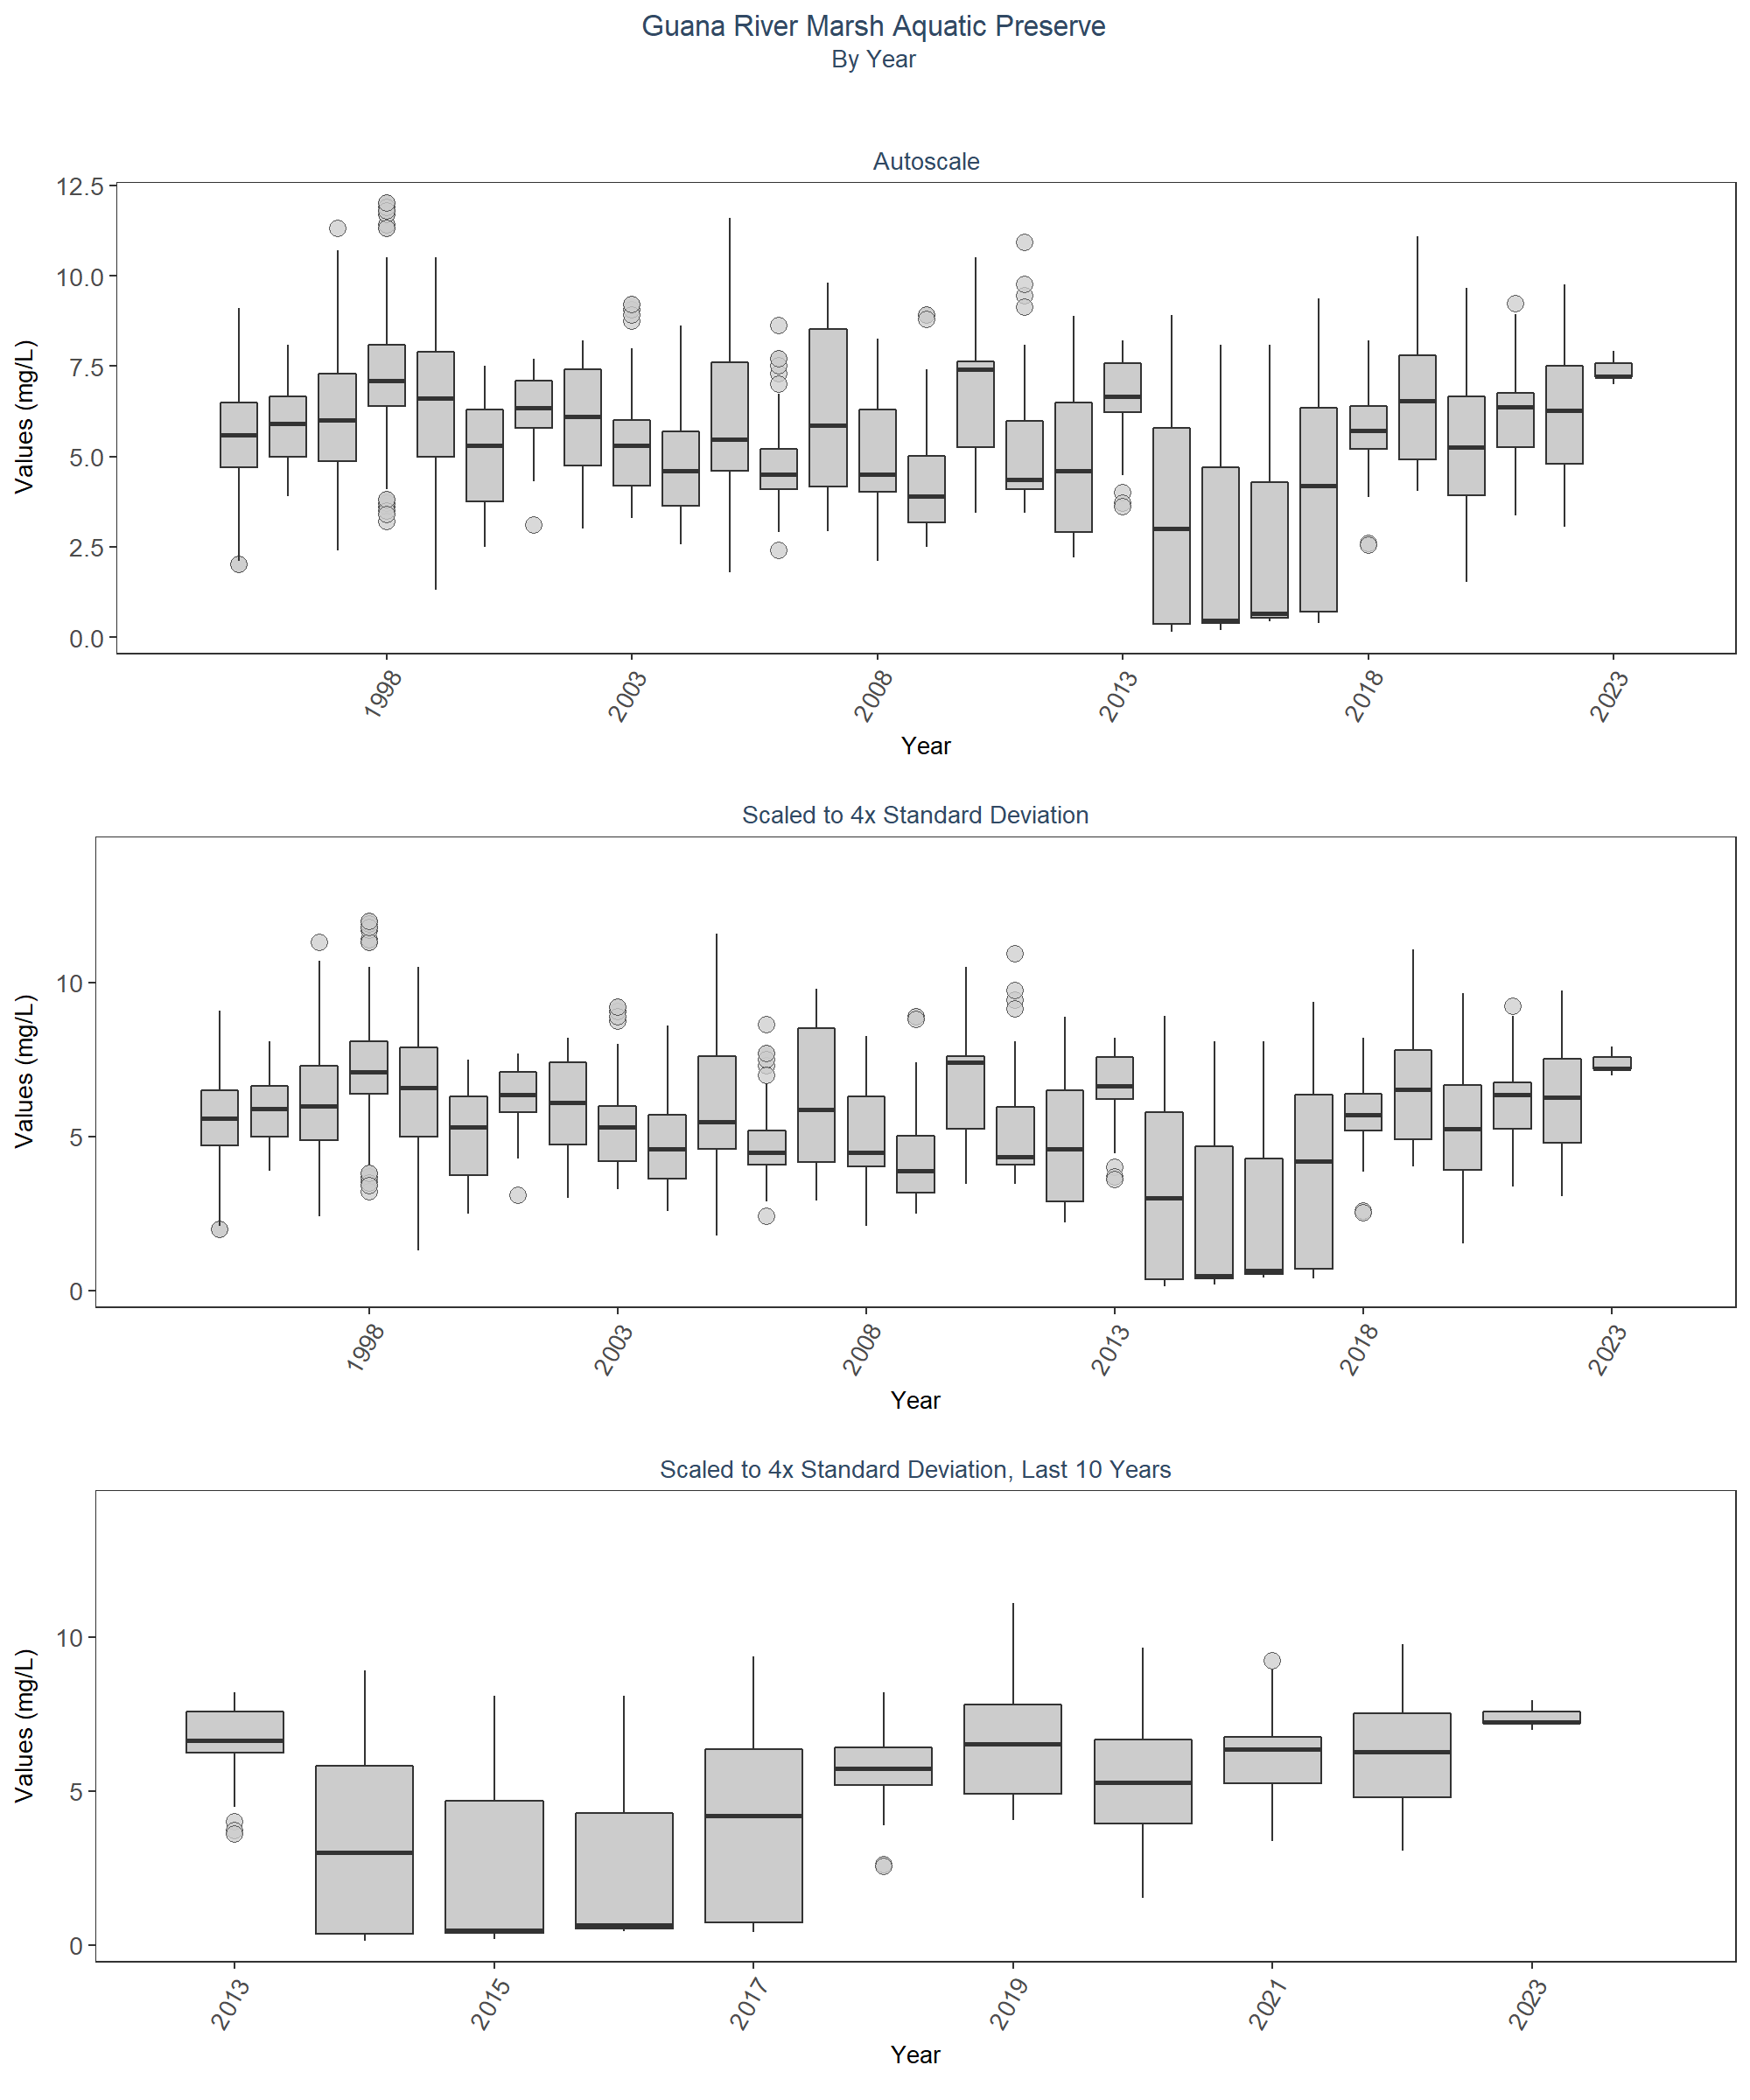 Guana River Marsh Aquatic Preserve
By Year
Autoscale
Values (mg/L)
12.5
10.0
7.5
5.0
2.5
0.0
1998
2003
2008
2013
2018
2023
Year
Scaled to 4x Standard Deviation
Values (mg/L)
10
5
0
1998
2003
2008
2013
2018
2023
Year
Scaled to 4x Standard Deviation, Last 10 Years
Values (mg/L)
10
5
0
2013
2015
2017
2019
2021
2023
Year